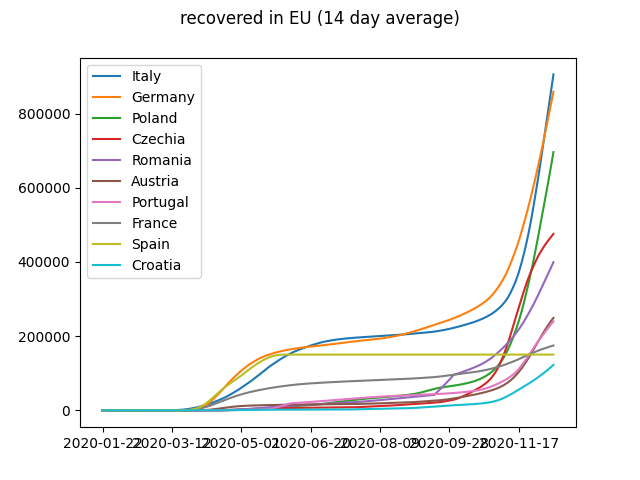 recovered in EU (14 day average)
Italy
Germany
Poland
Czechia
Romania
Austria
Portugal
France
Spain
Croatia
800000
600000
400000
200000
0
2020-01-22 2020-03-12 2020-05-01 2020-06-20 2020-08-09 2020-09-28 2020-11-17